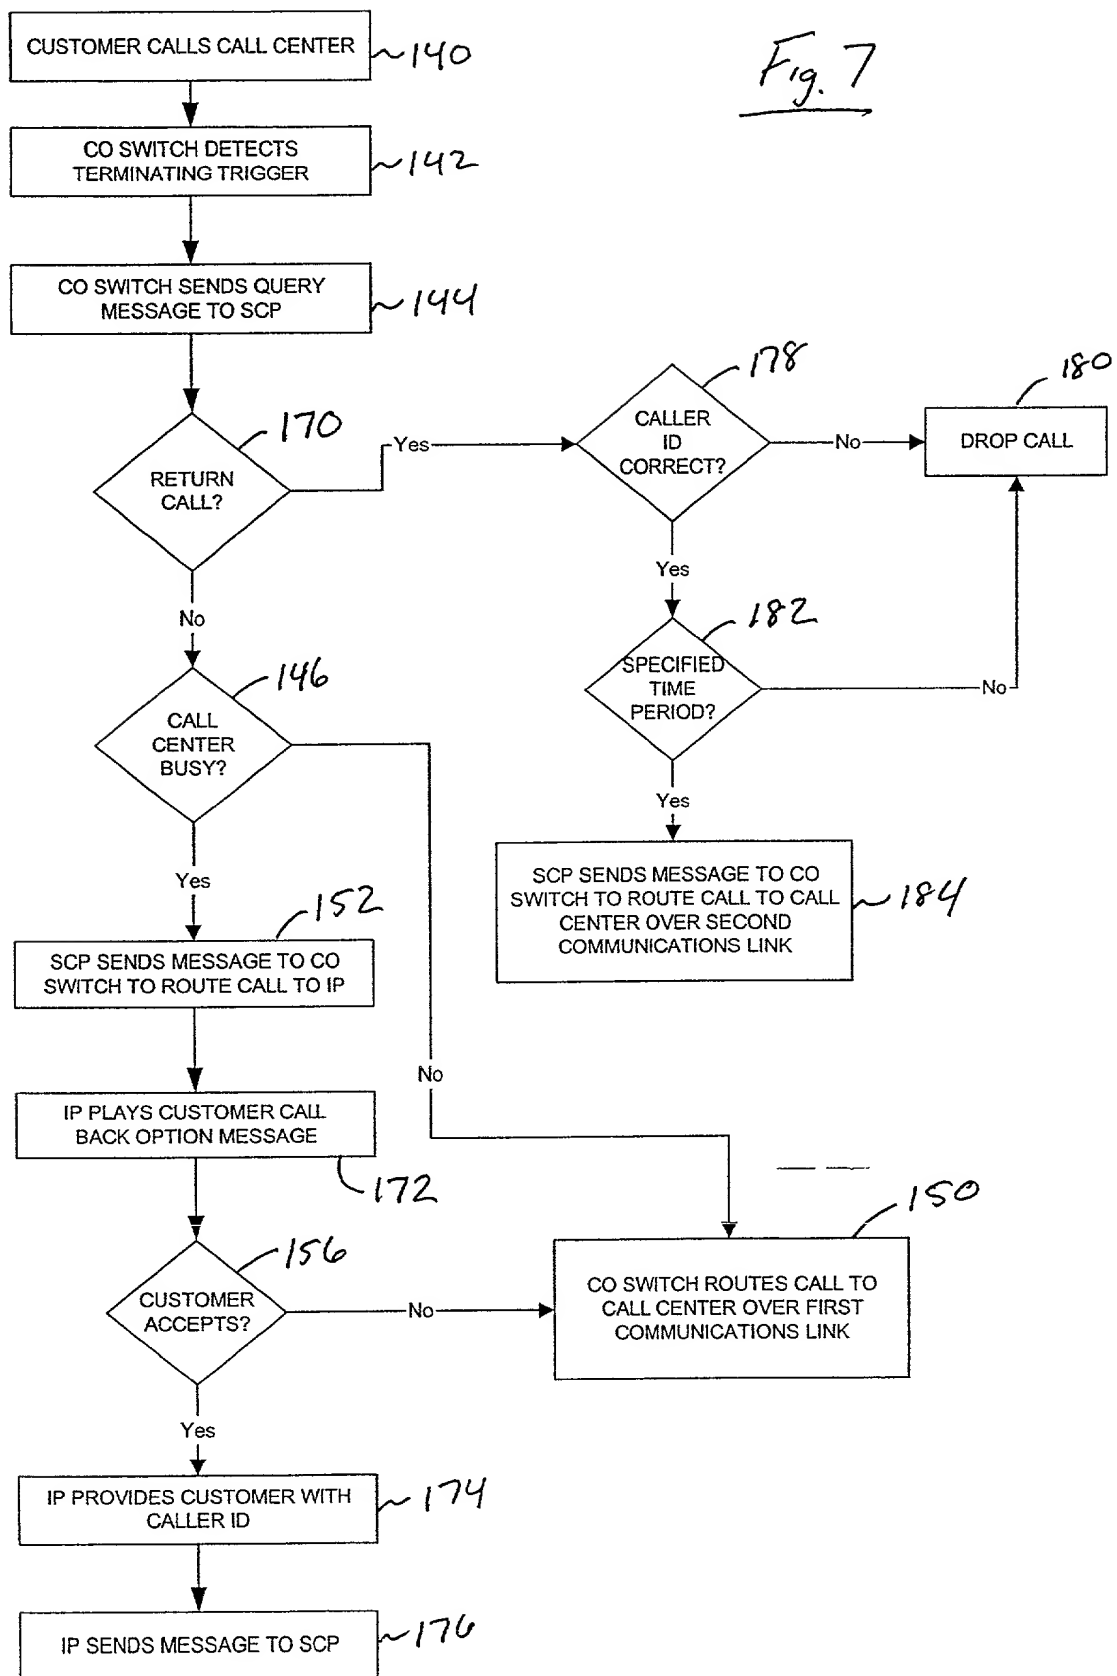 Fig. 7
CUSTOMER CALLS CALL CENTER
140
CO SWITCH DETECTS
TERMINATING TRIGGER
142
CO SWITCH SENDS QUERY
MESSAGE TO SCP
144
170
RETURN
CALL?
Yes
No
178
CALLER
ID
CORRECT?
No
Yes
180
DROP CALL
182
SPECIFIED
TIME
PERIOD?
No
Yes
SCP SENDS MESSAGE TO CO
SWITCH TO ROUTE CALL TO CALL
CENTER OVER SECOND
COMMUNICATIONS LINK
184
146
CALL
CENTER
BUSY?
Yes
No
152
SCP SENDS MESSAGE TO CO
SWITCH TO ROUTE CALL TO IP
IP PLAYS CUSTOMER CALL
BACK OPTION MESSAGE
172
156
CUSTOMER
ACCEPTS?
No
Yes
150
CO SWITCH ROUTES CALL TO
CALL CENTER OVER FIRST
COMMUNICATIONS LINK
IP PROVIDES CUSTOMER WITH
CALLER ID
174
IP SENDS MESSAGE TO SCP
176